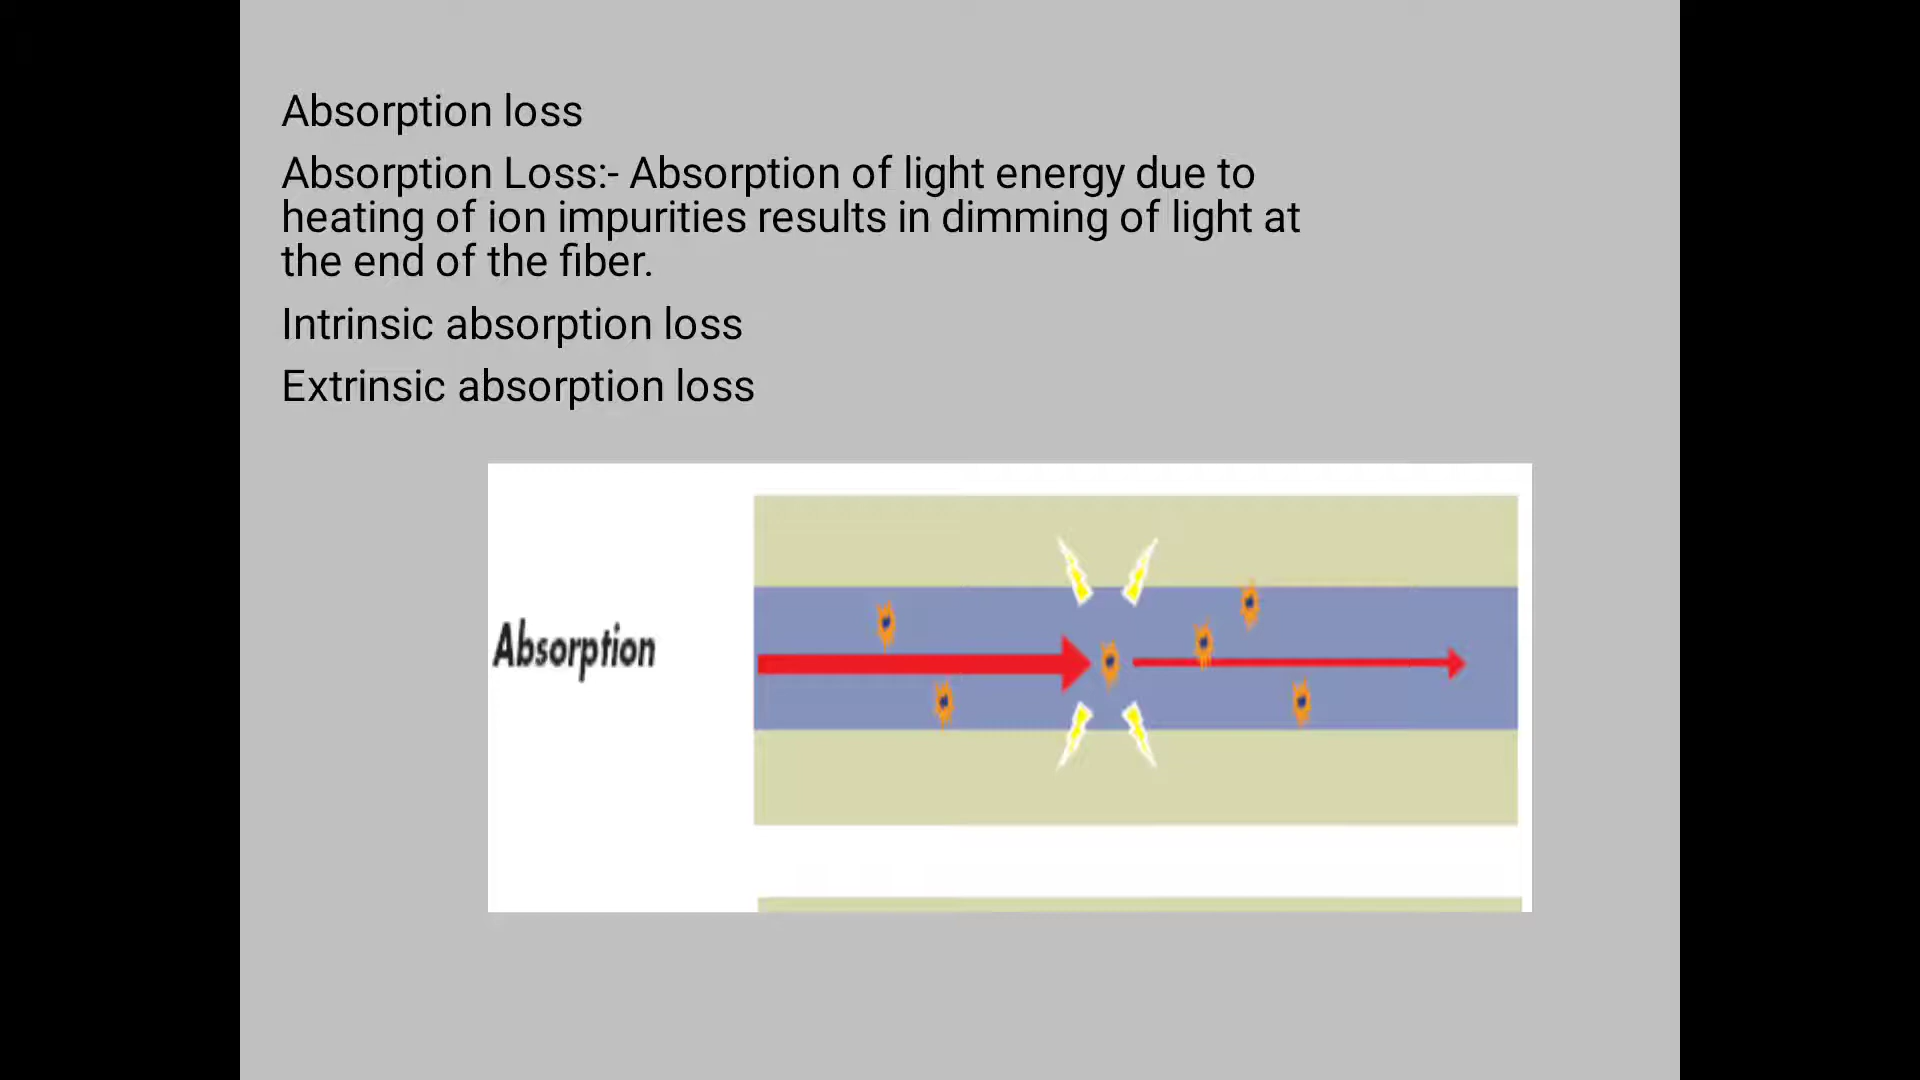 Absorption loss
Absorption Loss:- Absorption of light energy due to
heating of ion impurities results in dimming of light at
the end of the fiber.
Intrinsic absorption loss
Extrinsic absorption loss
Absorption